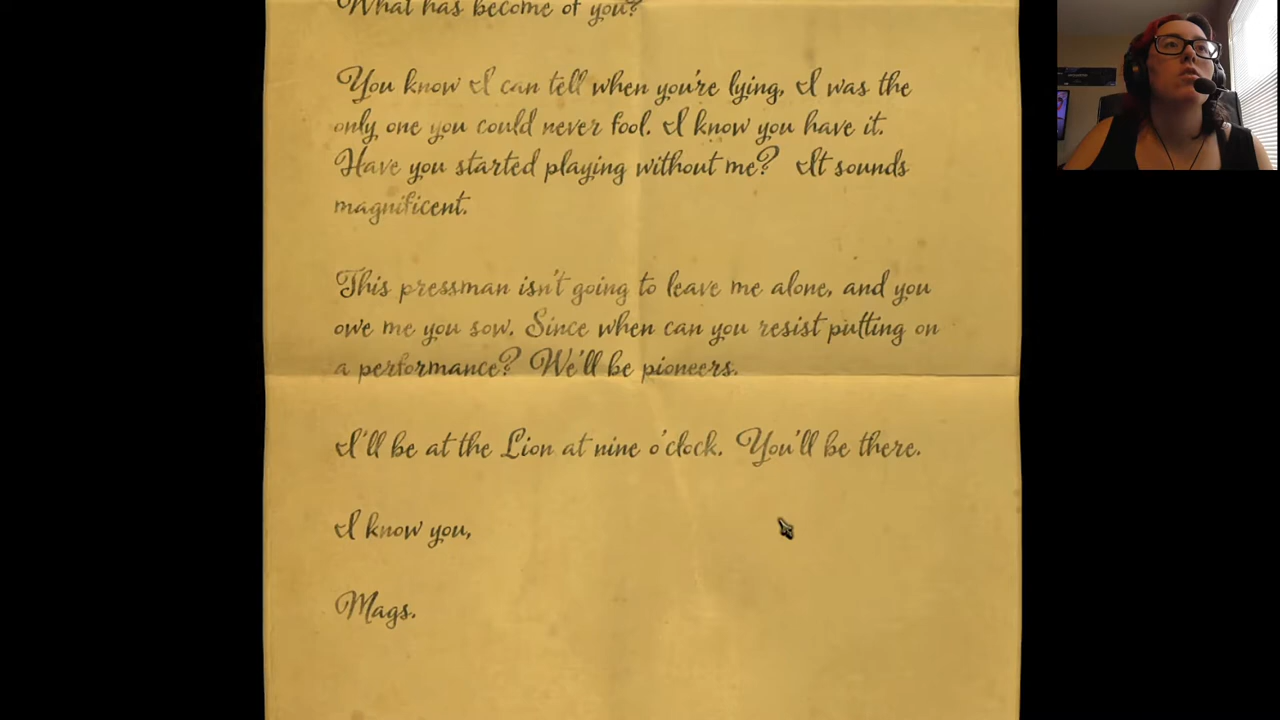 What has become of you?
You know I can tell when you're lying, I was the
only one you could never fool. I know you have it.
Have you started playing without me? It sounds
magnificent.
This pressman isn't going to leave me alone, and you
owe me you sow. Since when can you resist putting on
a performance? We'll be pioneers.
I'll be at the Lion at nine o'clock. You'll be there.
I know you,
Mags.